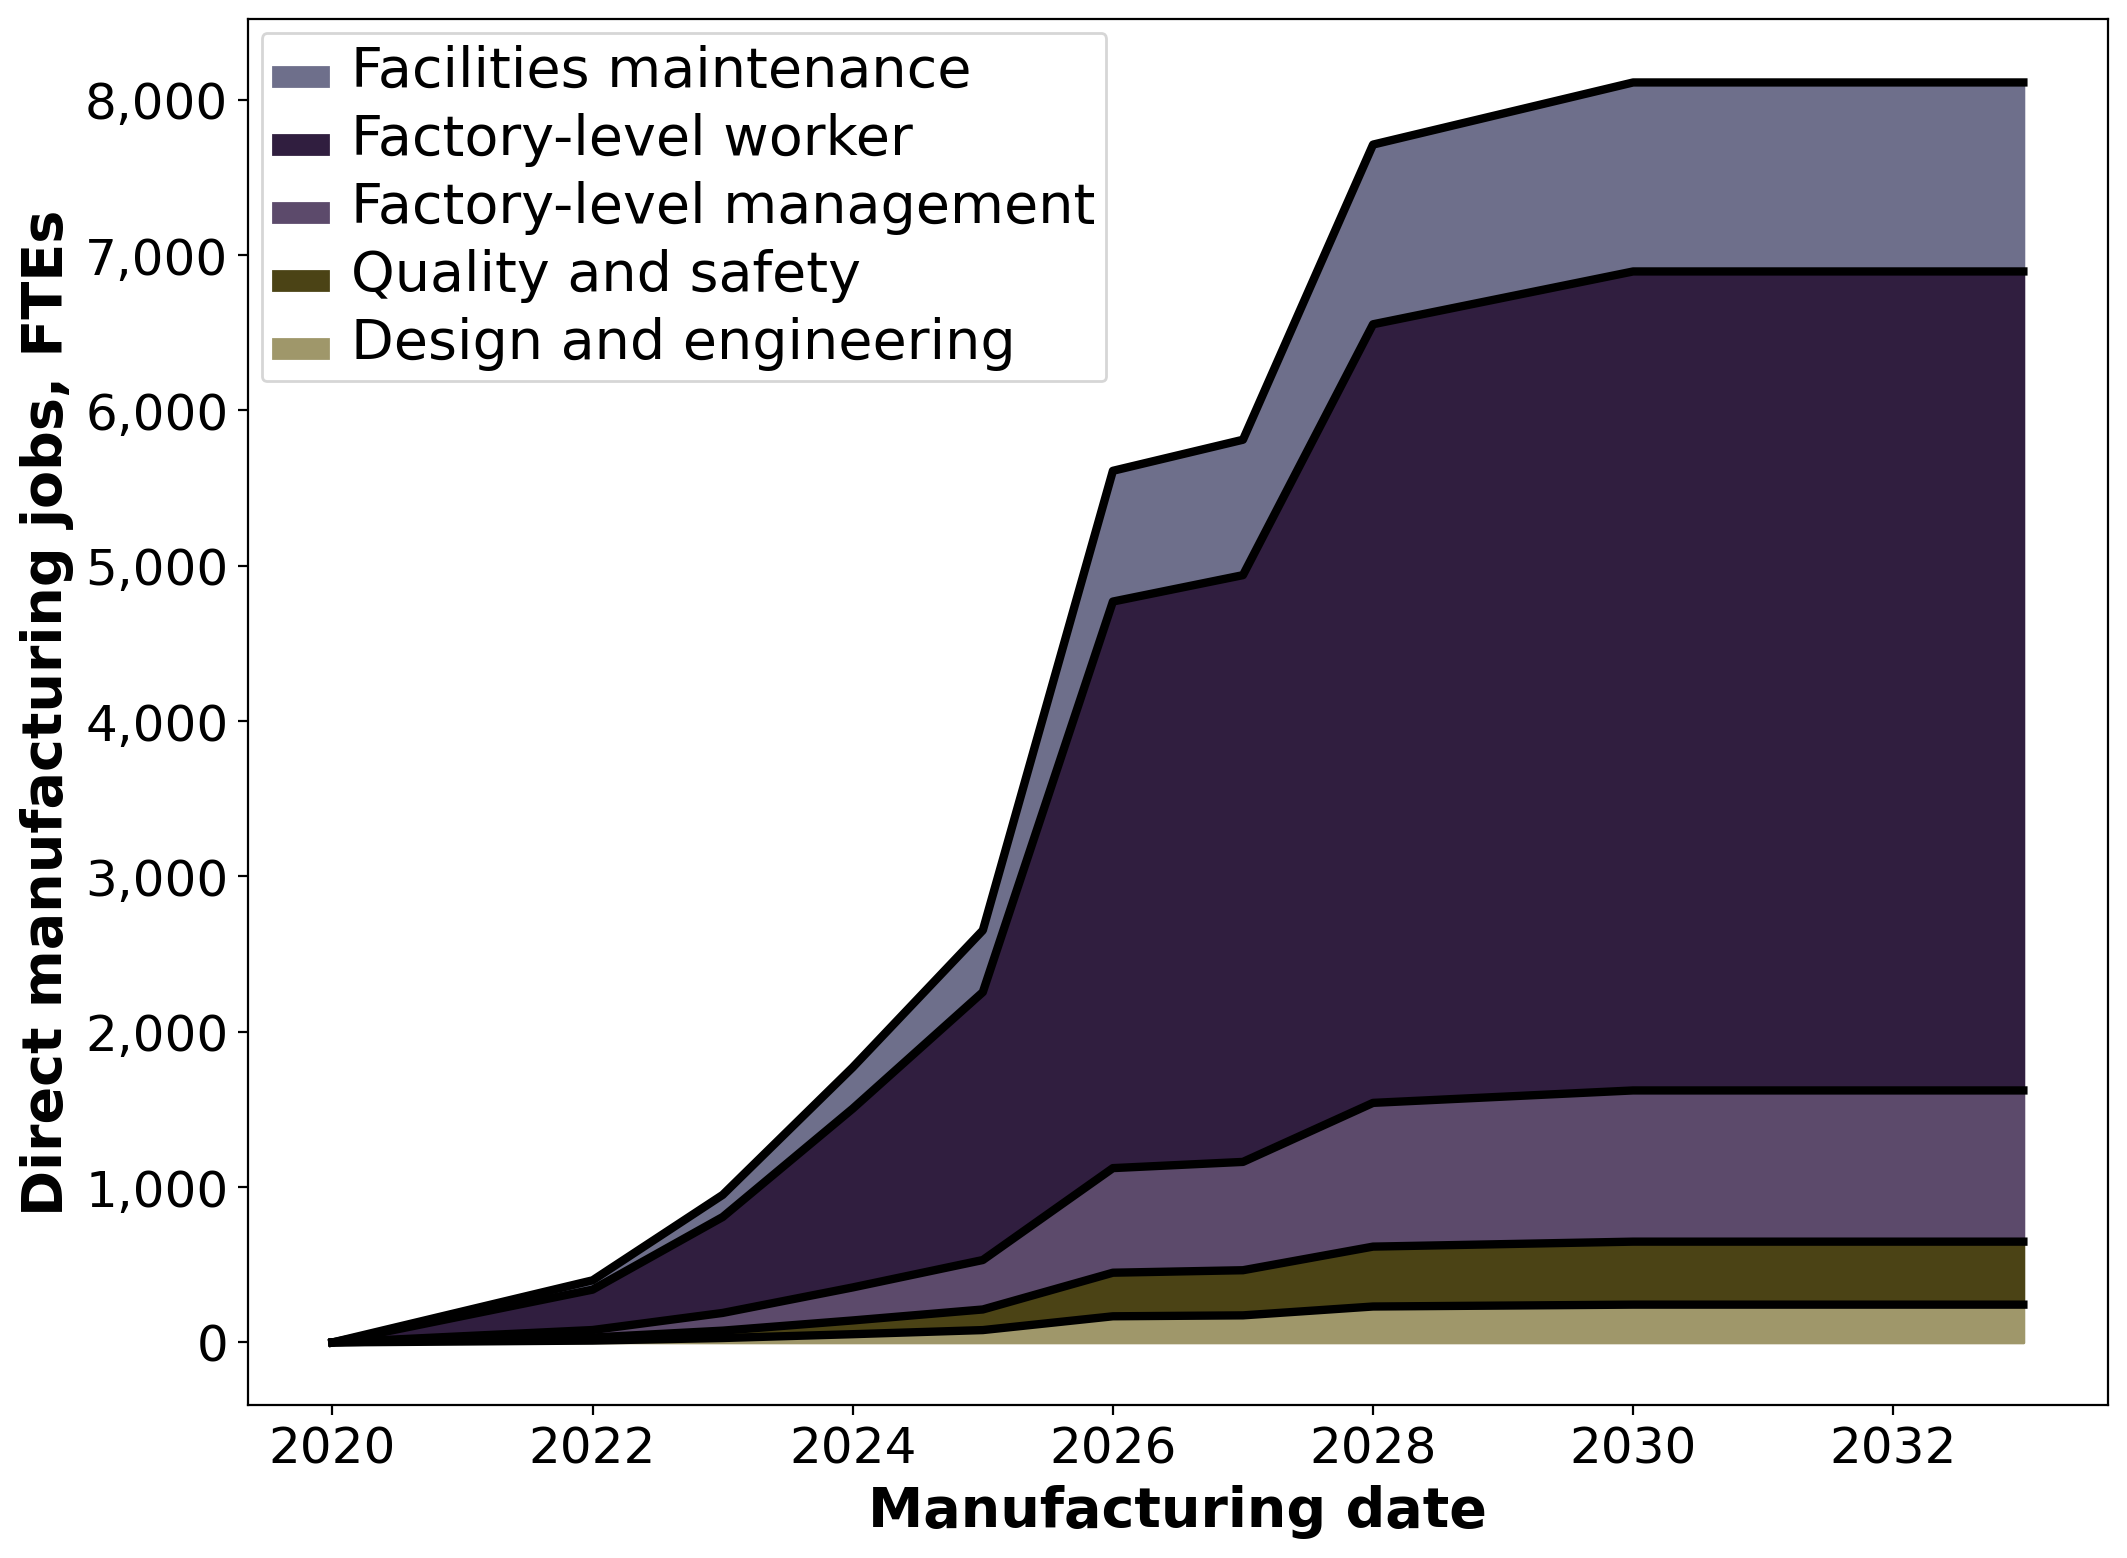 Facilities maintenance
Factory-level worker
Factory-level management
Quality and safety
Design and engineering
Direct manufacturing jobs, FTEs
8,000
7,000
6,000
5,000
4,000
3,000
2,000
1,000
0
2020 2022 2024 2026 2028 2030 2032
Manufacturing date